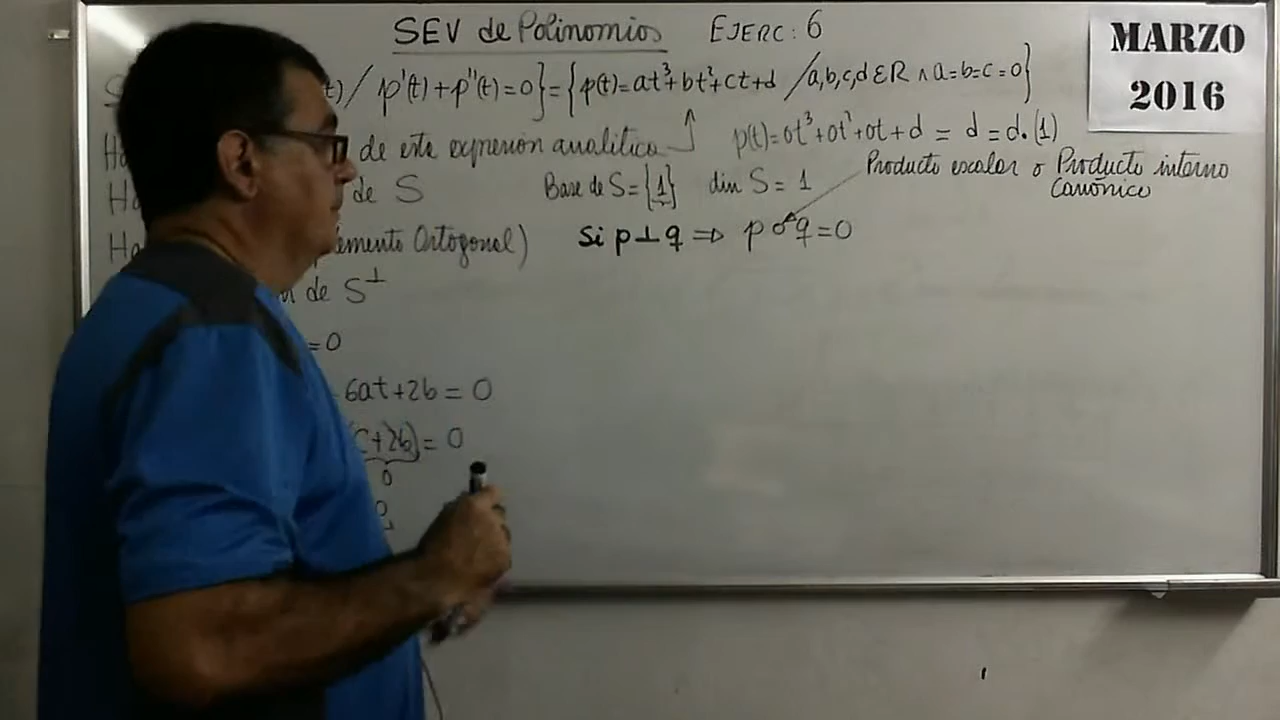 SEV de Polinomios EJERC: 6
MARZO
2016
t) / p'(t) + p''(t) = 0} = {p(t) = at³+bt²+ct+d / a,b,c,d ∈ R ∧ a=b=c=0}
de este expresión analítica p(t) = 0t³+0t²+0t+d = d = d.(1)
de S Base de S = {1} dim S = 1 Producto escalar o Producto interno
Canónico
emento Ortogonal) Si p⊥q ⇒ p o q = 0
de S⊥
=0
6at+2b = 0
(c+2b) = 0
0